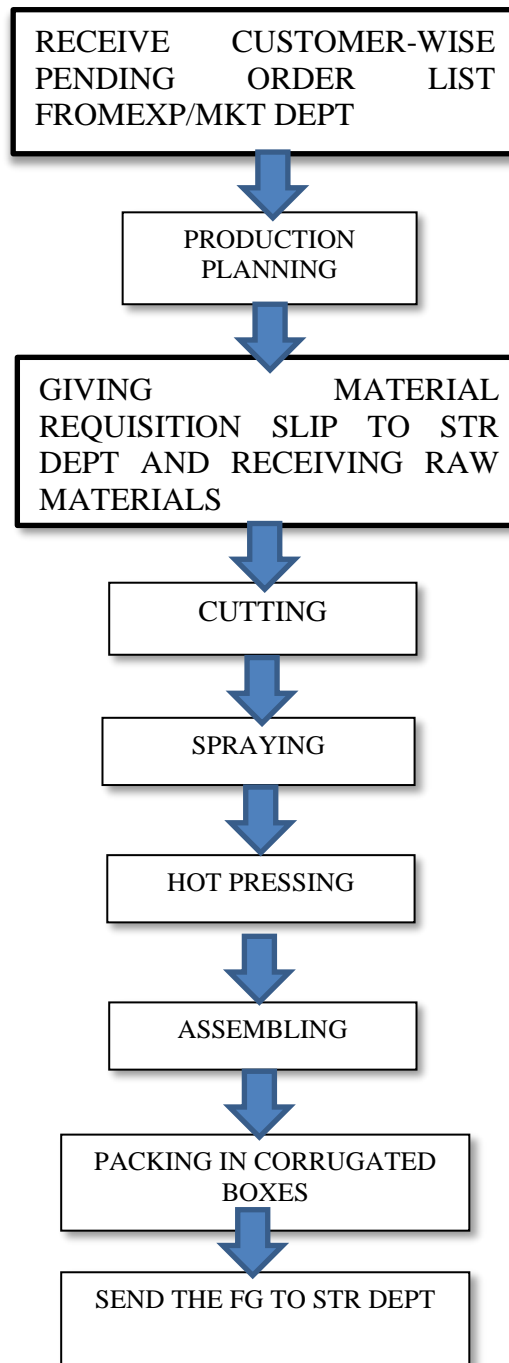 RECEIVE CUSTOMER-WISE
PENDING ORDER LIST
FROMEXP/MKT DEPT
PRODUCTION
PLANNING
GIVING MATERIAL
REQUISITION SLIP TO STR
DEPT AND RECEIVING RAW
MATERIALS
CUTTING
SPRAYING
HOT PRESSING
ASSEMBLING
PACKING IN CORRUGATED
BOXES
SEND THE FG TO STR DEPT